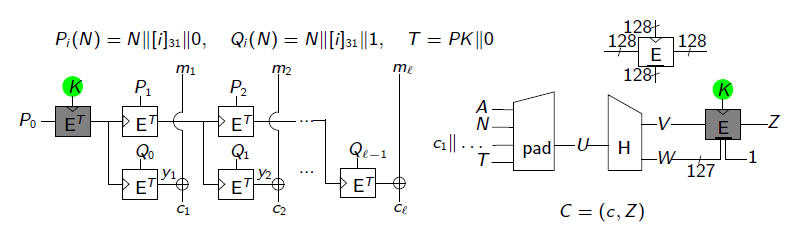 P_i(N) = N||[i]_31||0, Q_i(N) = N||[i]_31||1, T = PK||0
128
128 E 128
128
m_1 m_2 m_ℓ
K P_1 P_2
P_0 E^T E^T E^T ...
Q_0 Q_1 ... Q_{ℓ−1}
E^T y_1 E^T y_2 E^T
c_1 c_2 c_ℓ
K
A
N
c_1|| ...
T
pad U H V E Z
W 127 1
C = (c, Z)